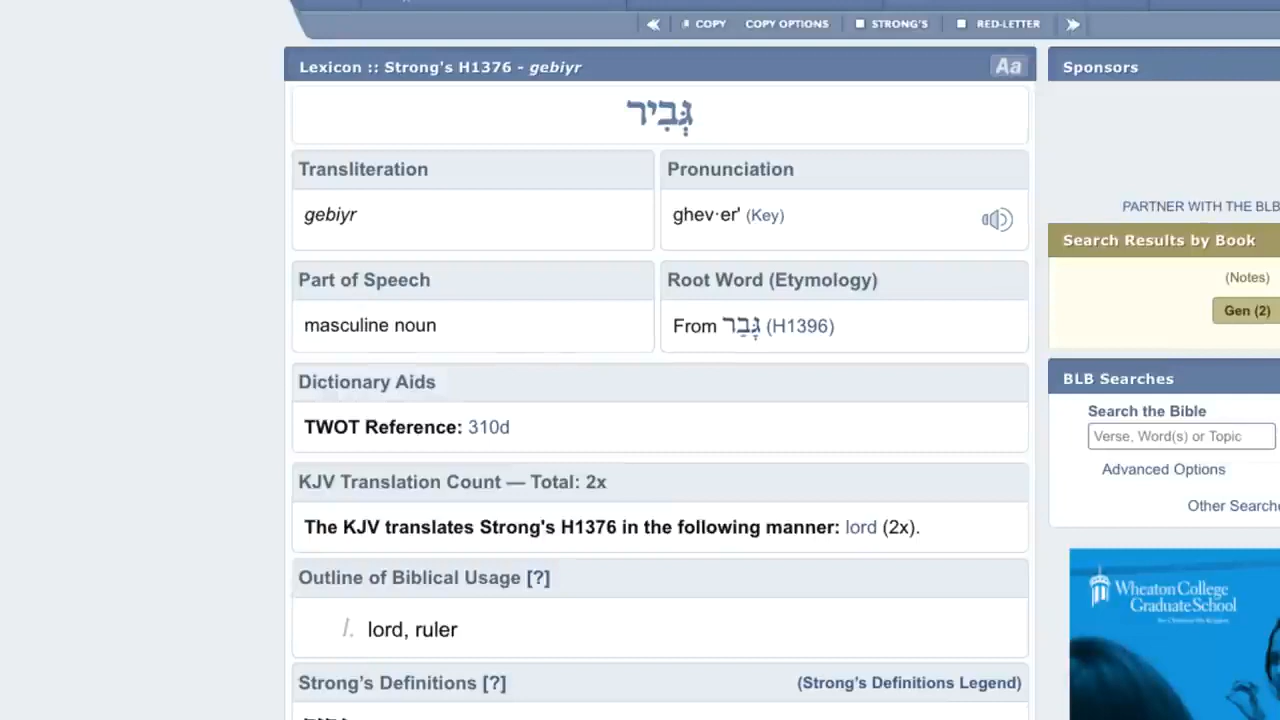 COPY COPY OPTIONS STRONG'S RED-LETTER
Lexicon :: Strong's H1376 - gebiyr Aa
Sponsors
גְּבִיר
Transliteration
Pronunciation
gebiyr
ghev·er' (Key)
PARTNER WITH THE BLB
Search Results by Book
(Notes)
Gen (2)
Part of Speech
Root Word (Etymology)
masculine noun
From גָּבַר (H1396)
Dictionary Aids
TWOT Reference: 310d
BLB Searches
Search the Bible
Verse, Word(s) or Topic
Advanced Options
KJV Translation Count — Total: 2x
The KJV translates Strong's H1376 in the following manner: lord (2x).
Outline of Biblical Usage [?]
I. lord, ruler
Wheaton College
Graduate School
Strong's Definitions [?] (Strong's Definitions Legend)